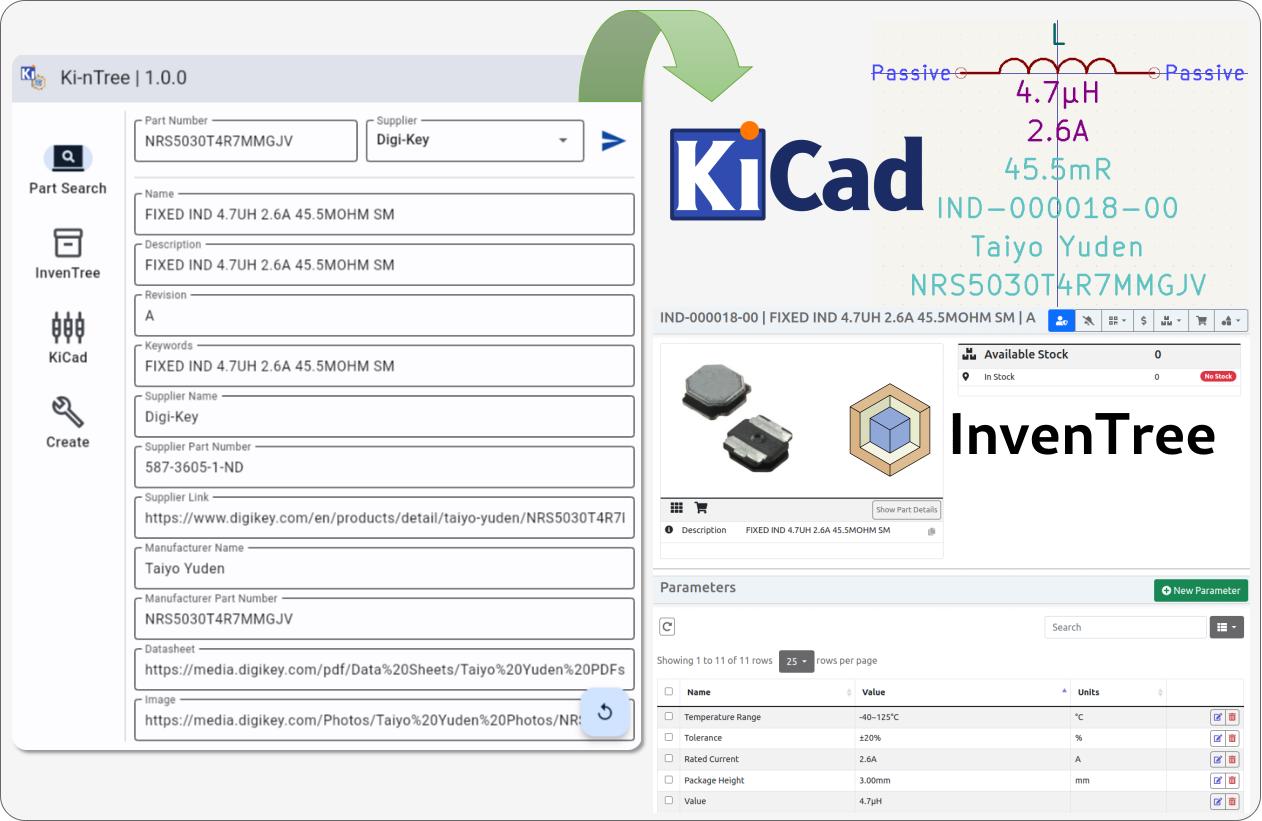 Ki-nTree | 1.0.0
Part Search
InvenTree
KiCad
Create
Part Number
NRS5030T4R7MMGJV
Supplier
Digi-Key
Name
FIXED IND 4.7UH 2.6A 45.5MOHM SM
Description
FIXED IND 4.7UH 2.6A 45.5MOHM SM
Revision
A
Keywords
FIXED IND 4.7UH 2.6A 45.5MOHM SM
Supplier Name
Digi-Key
Supplier Part Number
587-3605-1-ND
Supplier Link
https://www.digikey.com/en/products/detail/taiyo-yuden/NRS5030T4R7
Manufacturer Name
Taiyo Yuden
Manufacturer Part Number
NRS5030T4R7MMGJV
Datasheet
https://media.digikey.com/pdf/Data%20Sheets/Taiyo%20Yuden%20PDFs
Image
https://media.digikey.com/Photos/Taiyo%20Yuden%20Photos/NRS
KiCad
L
Passive Passive
4.7µH
2.6A
45.5mR
IND-000018-00
Taiyo Yuden
NRS5030T4R7MMGJV
IND-000018-00 | FIXED IND 4.7UH 2.6A 45.5MOHM SM | A
$
Available Stock 0
In Stock 0 No Stock
InvenTree
Show Part Details
Description FIXED IND 4.7UH 2.6A 45.5MOHM SM
Parameters
New Parameter
Search
Showing 1 to 11 of 11 rows 25 rows per page
Name Value Units
Temperature Range -40~125°C °C
Tolerance ±20% %
Rated Current 2.6A A
Package Height 3.00mm mm
Value 4.7µH